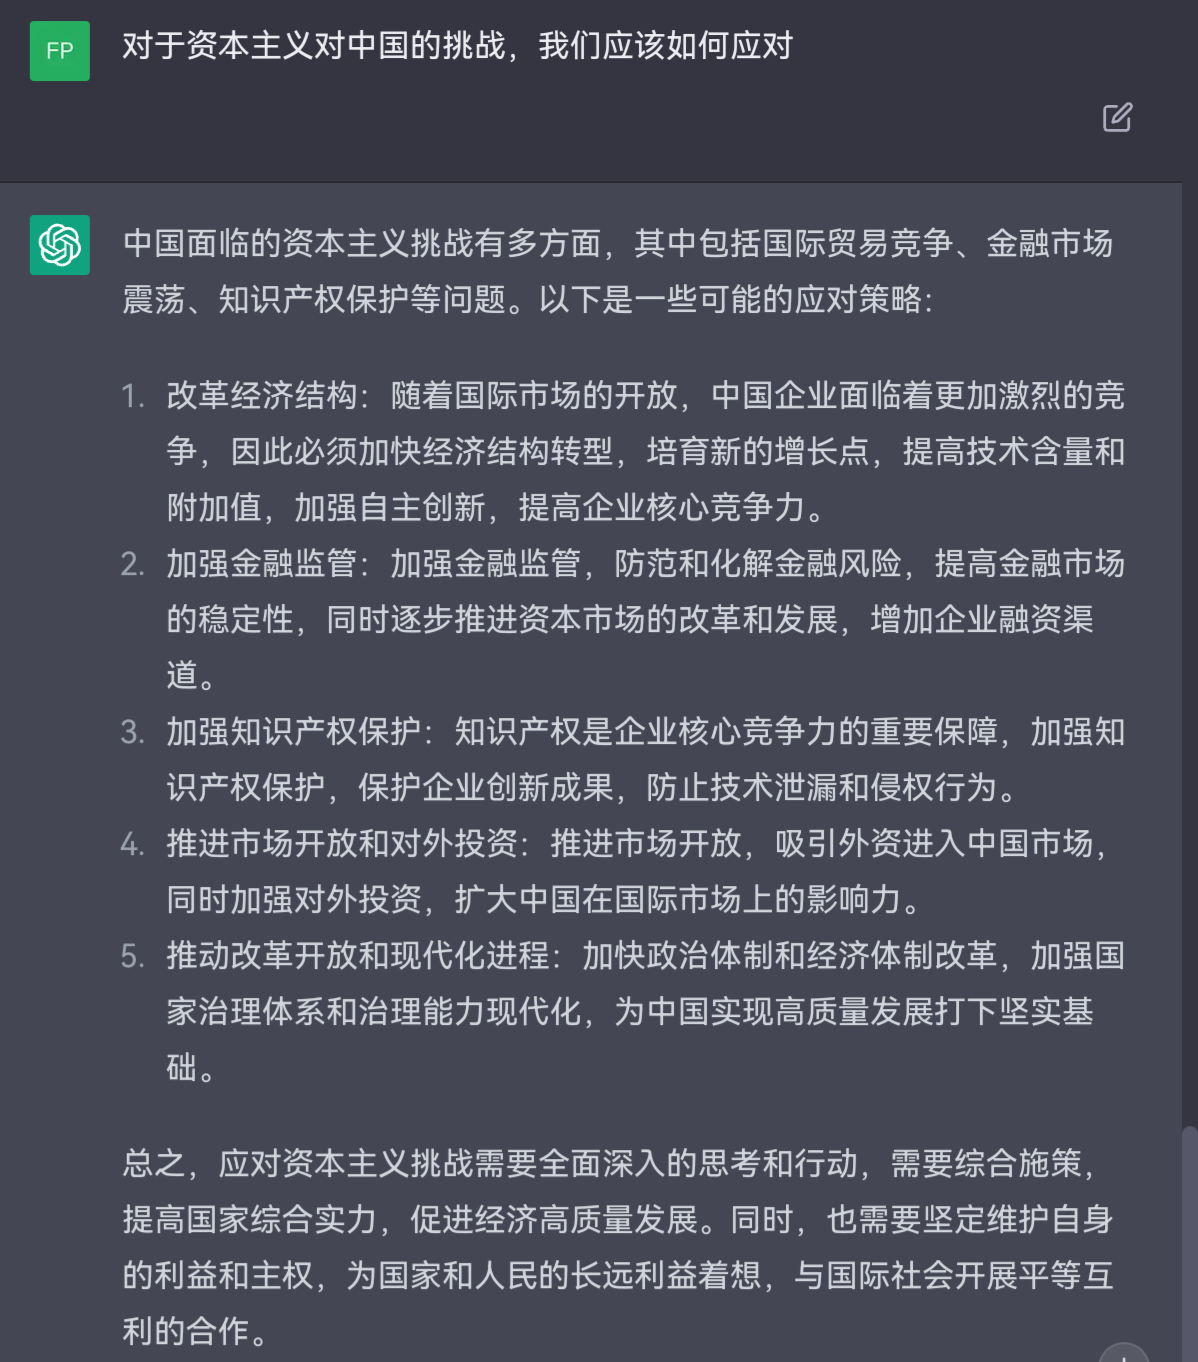 FP
对于资本主义对中国的挑战，我们应该如何应对
中国面临的资本主义挑战有多方面，其中包括国际贸易竞争、金融市场
震荡、知识产权保护等问题。以下是一些可能的应对策略：
1. 改革经济结构：随着国际市场的开放，中国企业面临着更加激烈的竞
争，因此必须加快经济结构转型，培育新的增长点，提高技术含量和
附加值，加强自主创新，提高企业核心竞争力。
2. 加强金融监管：加强金融监管，防范和化解金融风险，提高金融市场
的稳定性，同时逐步推进资本市场的改革和发展，增加企业融资渠
道。
3. 加强知识产权保护：知识产权是企业核心竞争力的重要保障，加强知
识产权保护，保护企业创新成果，防止技术泄漏和侵权行为。
4. 推进市场开放和对外投资：推进市场开放，吸引外资进入中国市场，
同时加强对外投资，扩大中国在国际市场上的影响力。
5. 推动改革开放和现代化进程：加快政治体制和经济体制改革，加强国
家治理体系和治理能力现代化，为中国实现高质量发展打下坚实基
础。
总之，应对资本主义挑战需要全面深入的思考和行动，需要综合施策，
提高国家综合实力，促进经济高质量发展。同时，也需要坚定维护自身
的利益和主权，为国家和人民的长远利益着想，与国际社会开展平等互
利的合作。